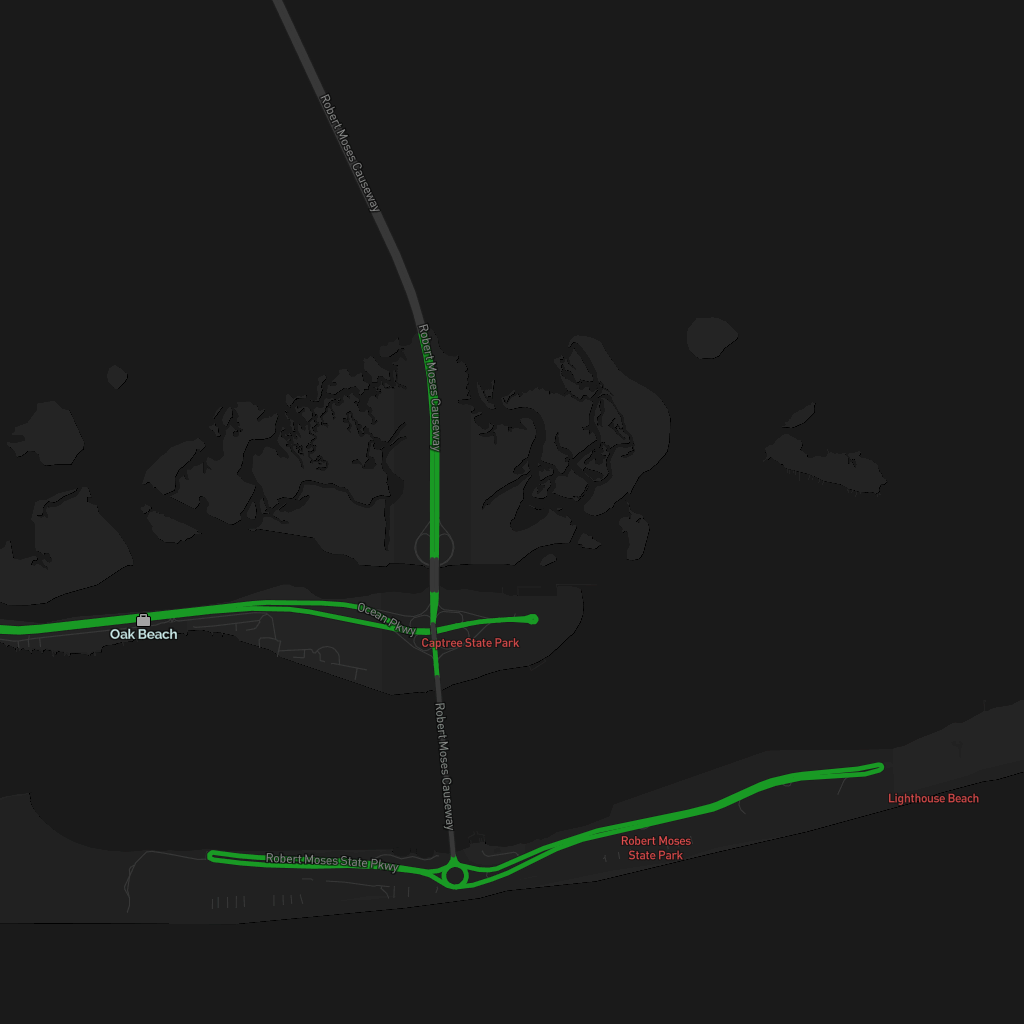 Robert Moses Causeway
Robert Moses Causeway
Ocean Pkwy
Oak Beach
Captree State Park
Robert Moses Causeway
Lighthouse Beach
Robert Moses
State Park
Robert Moses State Pkwy